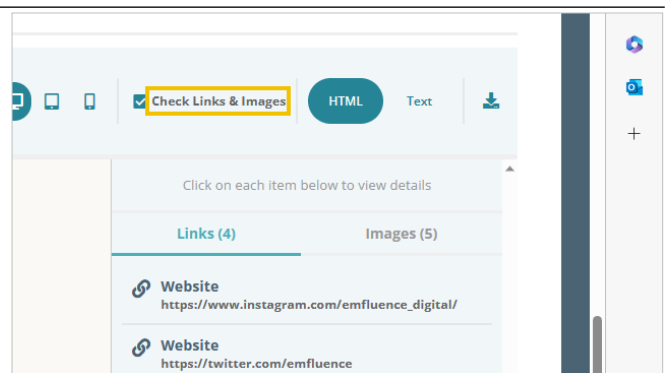 Check Links & Images
HTML
Text
Click on each item below to view details
Links (4)
Images (5)
Website
https://www.instagram.com/emfluence_digital/
Website
https://twitter.com/emfluence